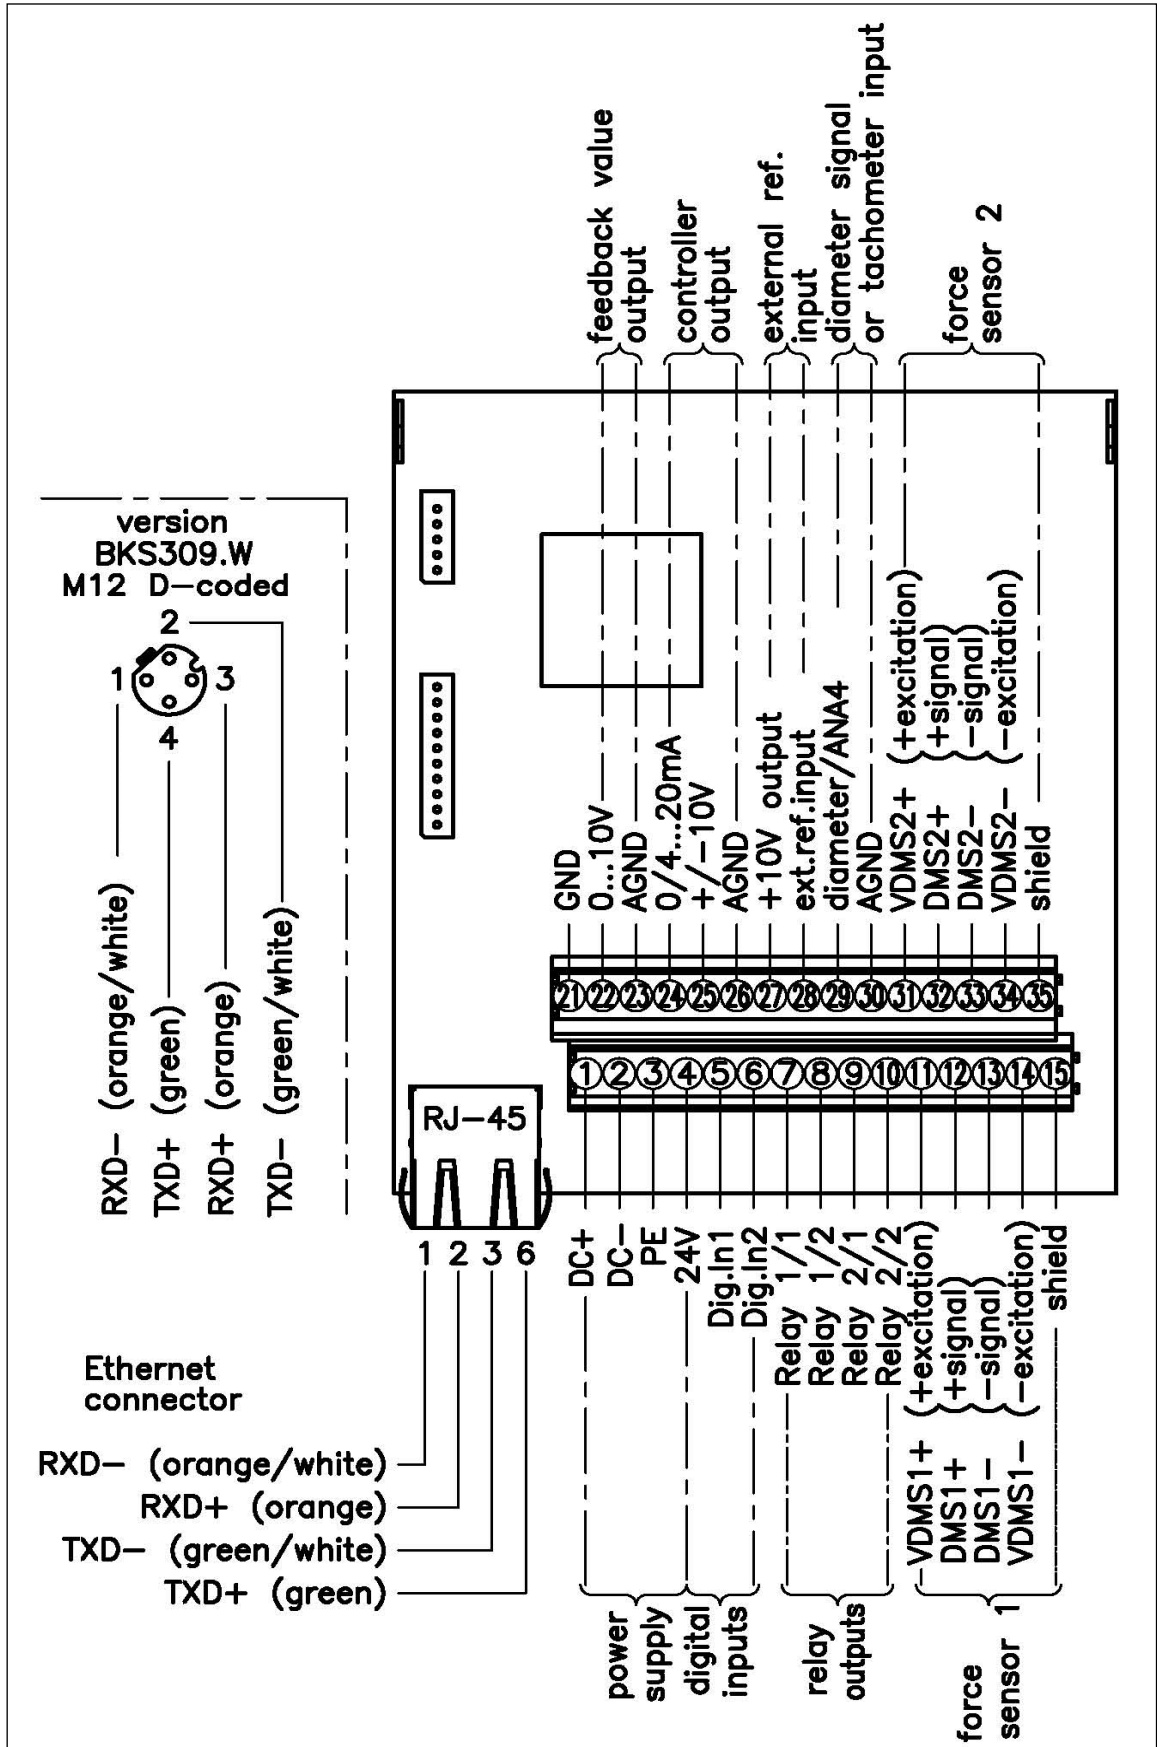 feedback value
output
controller
output
external ref.
input
diameter signal
or tachometer input
force
sensor 2
version
BKS309.W
M12 D-coded
2
1
3
4
RXD- (orange/white)
TXD+ (green)
RXD+ (orange)
TXD- (green/white)
GND
0...10V
AGND
0/4...20mA
+/-10V
AGND
+10V output
ext.ref.input
diameter/ANA4
AGND
VDMS2+ (+excitation)
DMS2+ (+signal)
DMS2- (-signal)
VDMS2- (-excitation)
shield
21 22 23 24 25 26 27 28 29 30 31 32 33 34 35
1 2 3 4 5 6 7 8 9 10 11 12 13 14 15
RJ-45
1 2 3 6
DC+
DC-
PE
24V
Dig.In1
Dig.In2
Relay 1/1
Relay 1/2
Relay 2/1
Relay 2/2
VDMS1+ (+excitation)
DMS1+ (+signal)
DMS1- (-signal)
VDMS1- (-excitation)
shield
Ethernet
connector
RXD- (orange/white)
RXD+ (orange)
TXD- (green/white)
TXD+ (green)
power
supply
digital
inputs
relay
outputs
force
sensor 1